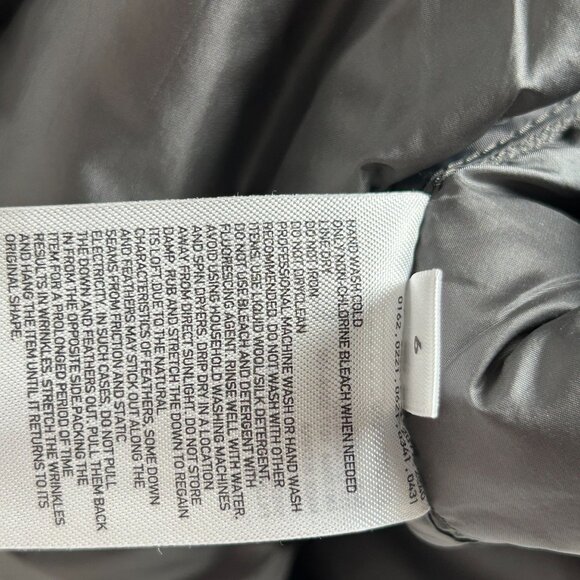 HAND WASH COLD
ONLY NON-CHLORINE BLEACH WHEN NEEDED
LINE DRY
DO NOT IRON
DO NOT DRYCLEAN
PROFESSIONAL MACHINE WASH OR HAND WASH
RECOMMENDED. DO NOT WASH WITH OTHER
ITEMS. USE LIQUID WOOL/SILK DETERGENT.
DO NOT USE BLEACH AND DETERGENT WITH
FLUORESCING AGENT. RINSE WELL WITH WATER.
AVOID USING HOUSEHOLD WASHING MACHINES
AND SPIN DRYERS. DRIP DRY IN A LOCATION
AWAY FROM DIRECT SUNLIGHT. DO NOT STORE
DAMP. RUB AND STRETCH THE DOWN TO REGAIN
ITS LOFT. DUE TO THE NATURAL
CHARACTERISTICS OF FEATHERS, SOME DOWN
AND FEATHERS MAY STICK OUT ALONG THE
SEAMS FROM FRICTION AND STATIC
ELECTRICITY. IN SUCH CASES, DO NOT PULL
THE DOWN AND FEATHERS OUT. PULL THEM BACK
IN FROM THE OPPOSITE SIDE. PACKING THE
ITEM FOR A PROLONGED PERIOD OF TIME
RESULTS IN WRINKLES. STRETCH THE WRINKLES
AND HANG THE ITEM UNTIL IT RETURNS TO ITS
ORIGINAL SHAPE.
0162 , 0221 , 0341 , 0431